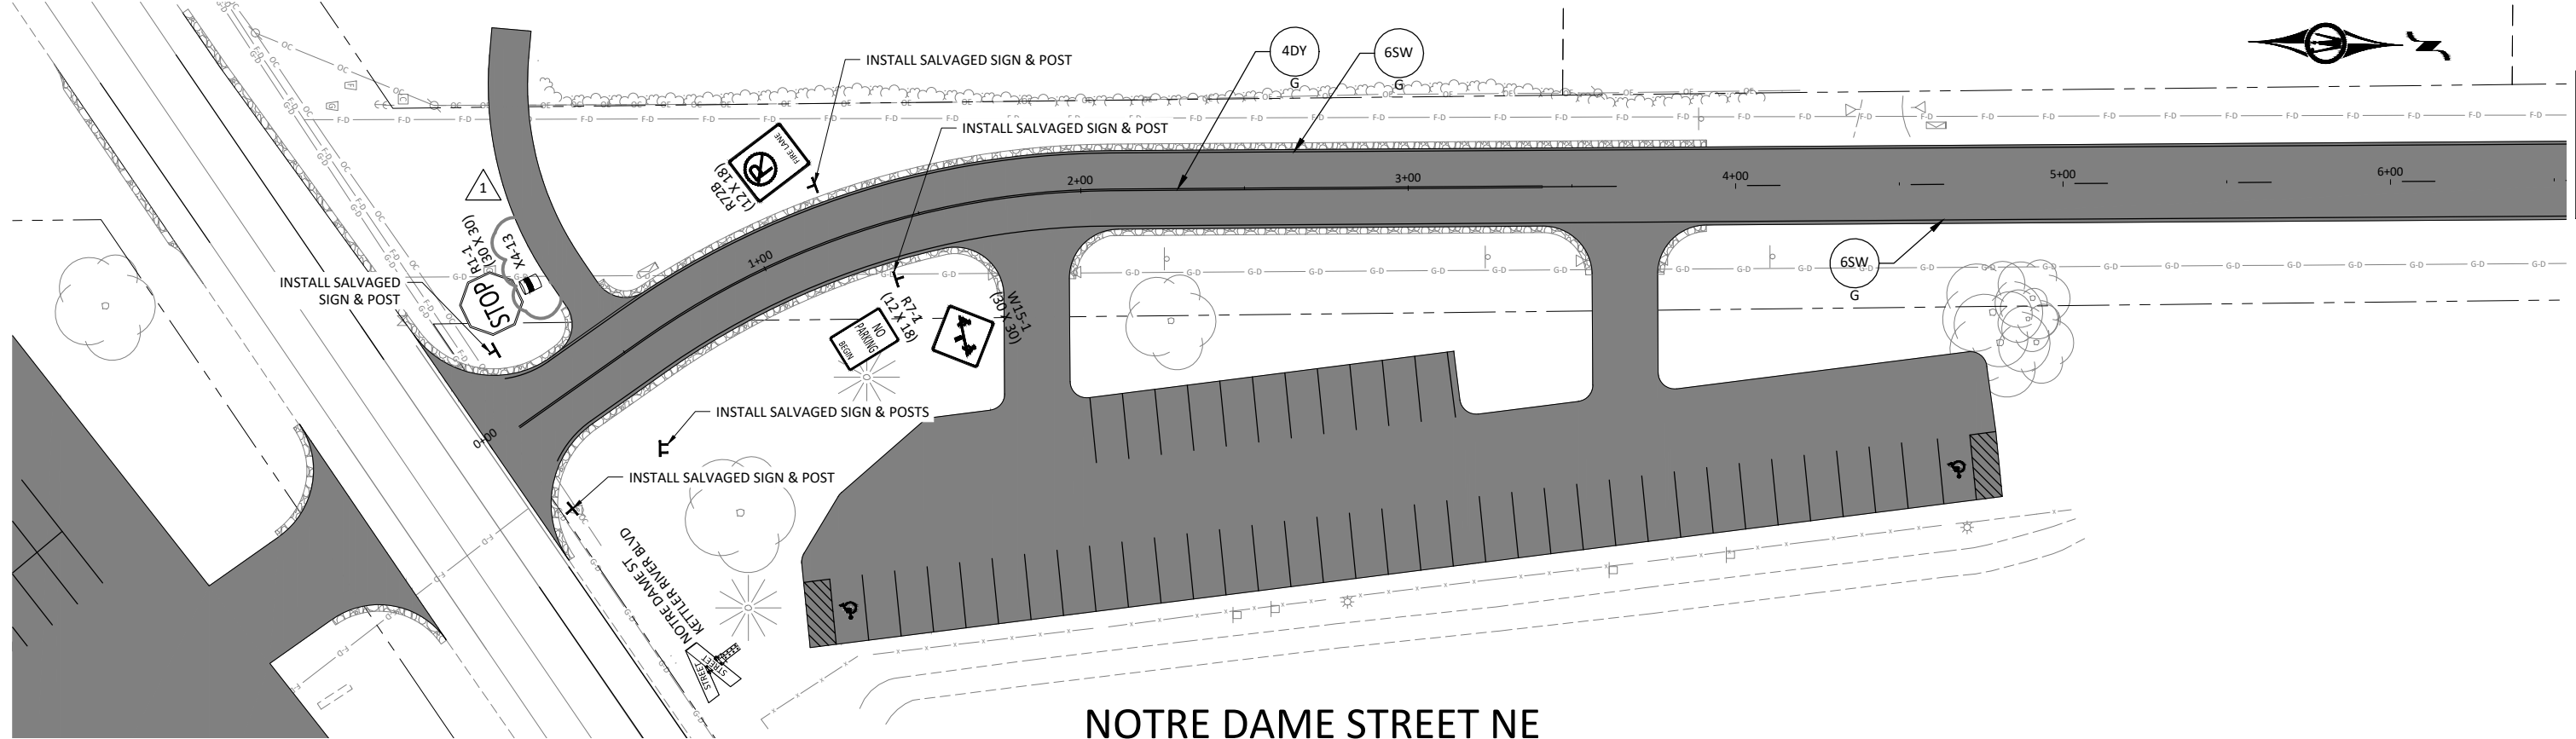 INSTALL SALVAGED SIGN & POST
4DY
G
6SW
G
INSTALL SALVAGED SIGN & POST
FIRE LANE
R72B
(12 X 18)
1
2+00
3+00
4+00
5+00
6+00
R1-1
(30 X 30)
X4-13
STOP
INSTALL SALVAGED
SIGN & POST
1+00
6SW
G
R7-1
(12 X 18)
NO
PARKING
BEGIN
W15-1
(30 X 30)
INSTALL SALVAGED SIGN & POSTS
0+00
INSTALL SALVAGED SIGN & POST
NOTRE DAME ST
KETTLER RIVER BLVD
STREET
STREET
NOTRE DAME STREET NE